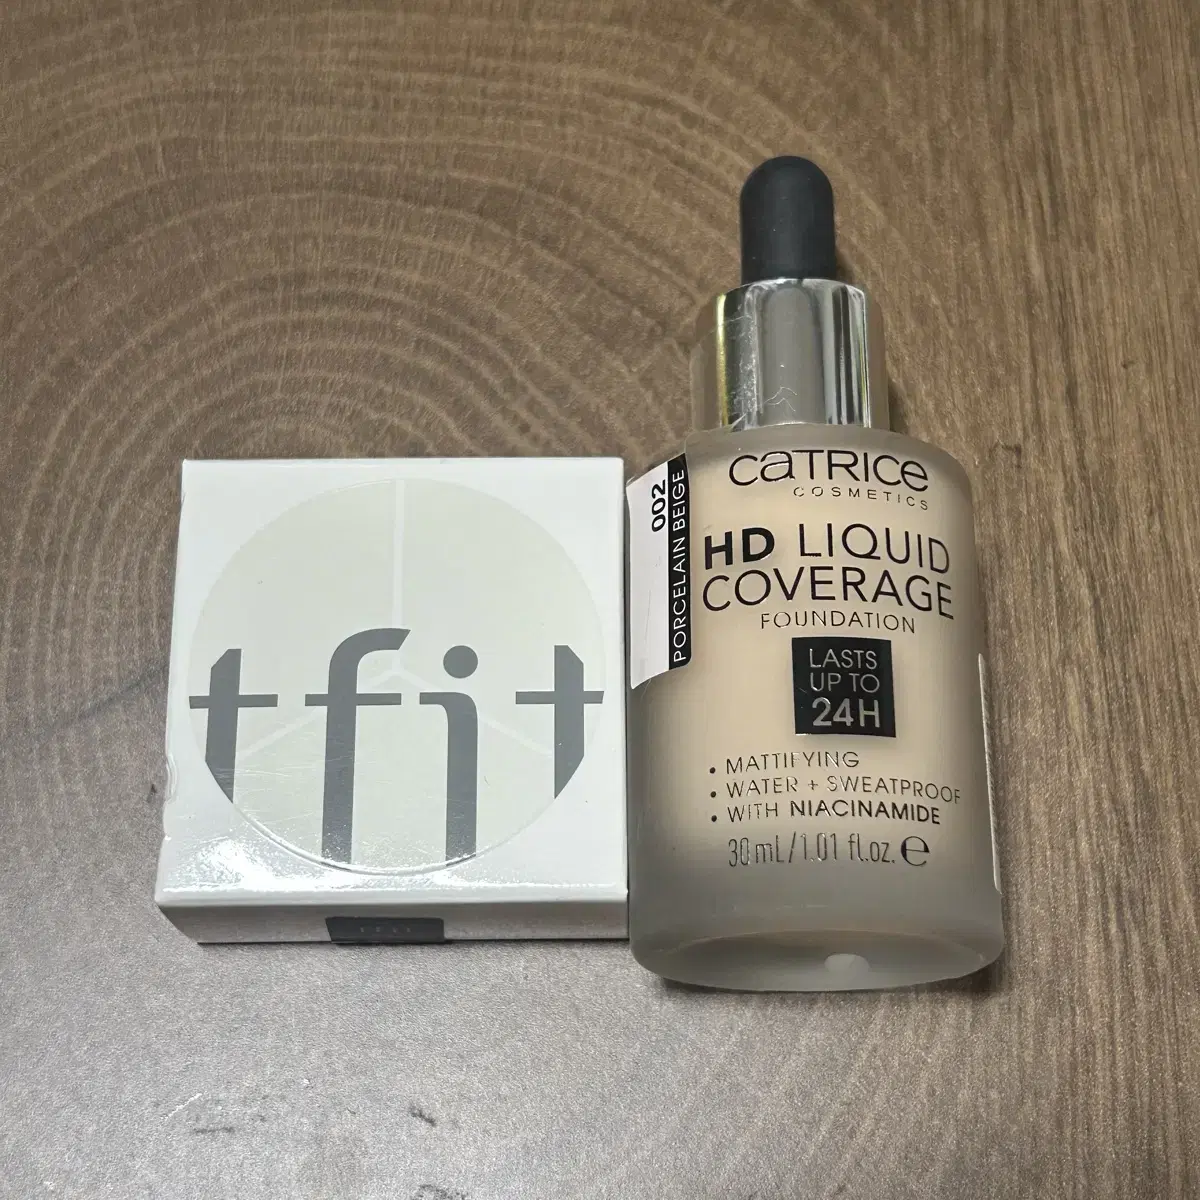 tfit
CATRICE
COSMETICS
HD LIQUID
COVERAGE
FOUNDATION
LASTS
UP TO
24H
• MATTIFYING
• WATER + SWEATPROOF
• WITH NIACINAMIDE
30 mL/1.01 fl.oz. ℮
002
PORCELAIN BEIGE